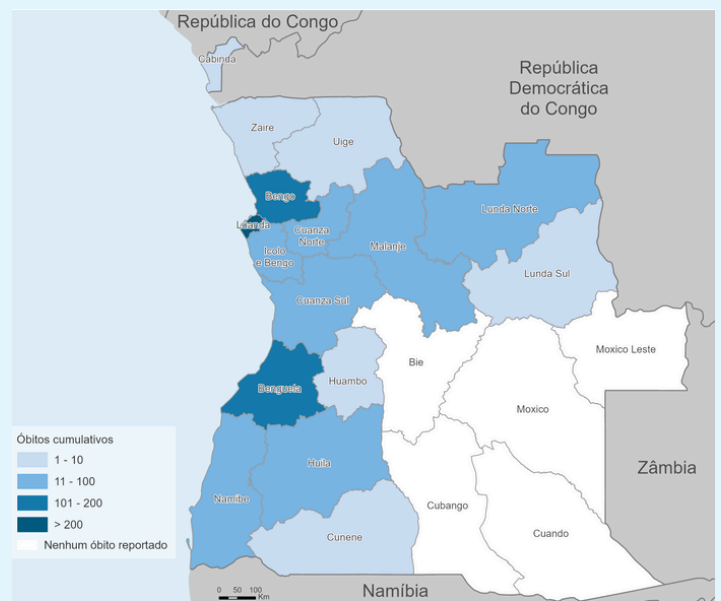 República do Congo
Cabinda
República
Democrática
do Congo
Zaire
Uige
Bengo
Lunda Norte
Luanda
Cuanza
Norte
Malanje
Icolo
e Bengo
Lunda Sul
Cuanza Sul
Moxico Leste
Bie
Huambo
Benguela
Moxico
Óbitos cumulativos
1 - 10
11 - 100
101 - 200
> 200
Nenhum óbito reportado
Huila
Zâmbia
Namibe
Cubango
Cuando
Cunene
0 50 100
Km
Namíbia